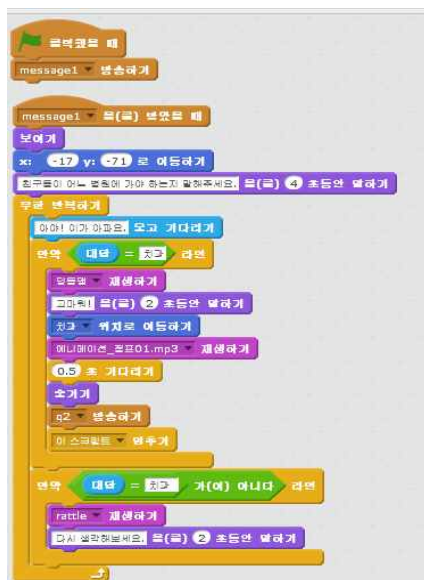 클릭했을 때
message1 방송하기
message1 을(를) 받았을 때
보이기
x: -17 y: -71 로 이동하기
친구들이 어느 병원에 가야 하는지 말해주세요. 을(를) 4 초동안 말하기
무한 반복하기
아야! 이가 아파요. 묻고 기다리기
만약 대답 = 치과 라면
재생하기
고마워! 을(를) 2 초동안 말하기
치과 위치로 이동하기
애니메이션_점프01.mp3 재생하기
0.5 초 기다리기
숨기기
q2 방송하기
이 스크립트 멈추기
만약 대답 = 치과 가(이) 아니다 라면
rattle 재생하기
다시 생각해보세요. 을(를) 2 초동안 말하기